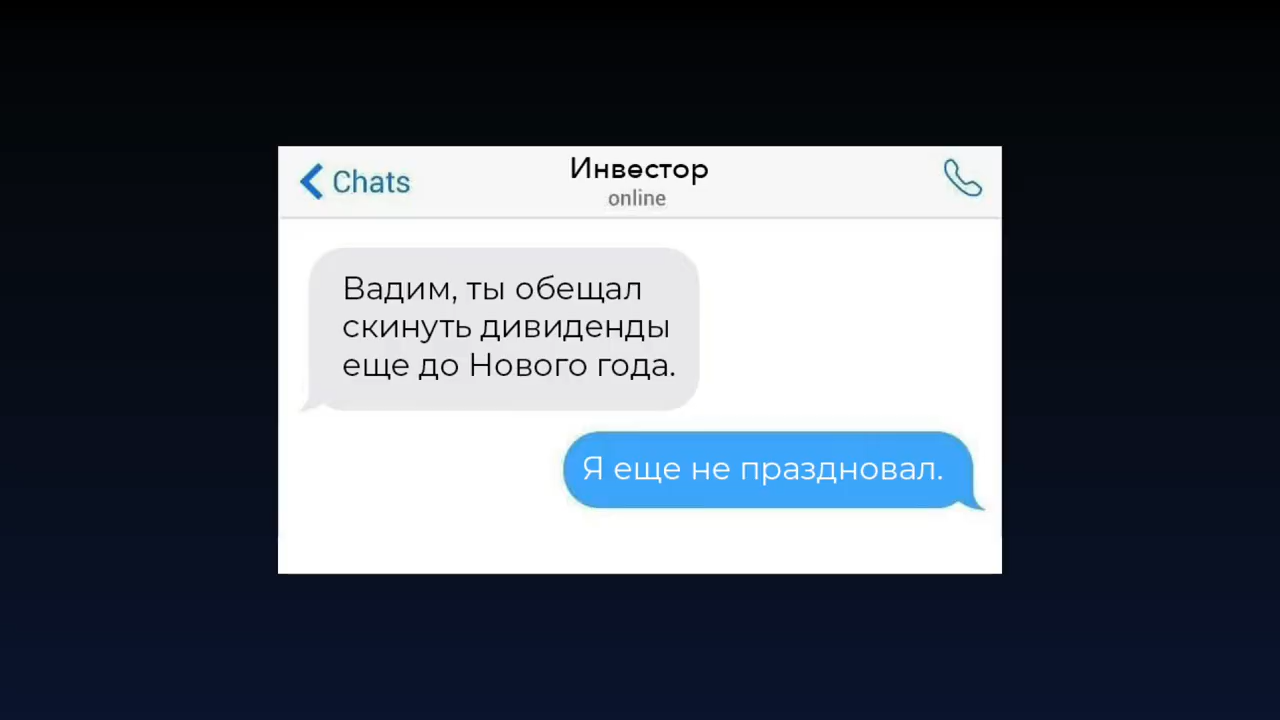 Chats
Инвестор
online
Вадим, ты обещал
скинуть дивиденды
еще до Нового года.
Я еще не праздновал.